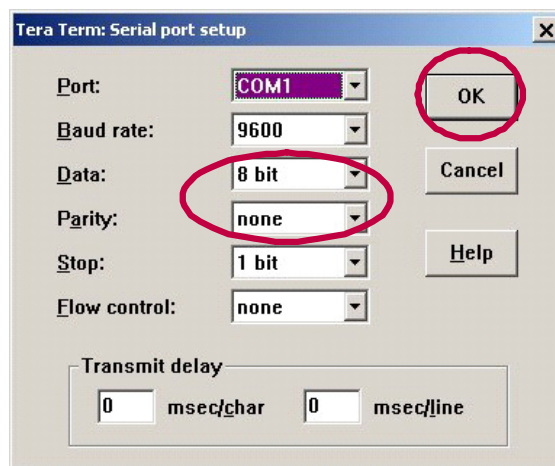 Tera Term: Serial port setup
Port: COM1
OK
Baud rate: 9600
Data: 8 bit
Cancel
Parity: none
Stop: 1 bit
Help
Flow control: none
Transmit delay
0 msec/char 0 msec/line